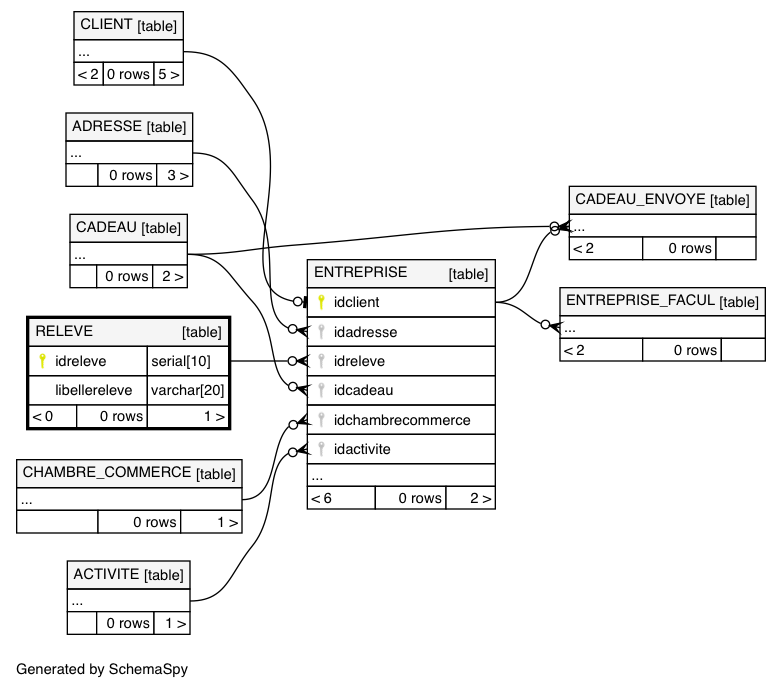 CLIENT [table]
...
< 2 0 rows 5 >
ADRESSE [table]
...
0 rows 3 >
CADEAU [table]
...
0 rows 2 >
RELEVE [table]
idreleve serial[10]
libellereleve varchar[20]
< 0 0 rows 1 >
CHAMBRE_COMMERCE [table]
...
0 rows 1 >
ACTIVITE [table]
...
0 rows 1 >
ENTREPRISE [table]
idclient
idadresse
idreleve
idcadeau
idchambrecommerce
idactivite
...
< 6 0 rows 2 >
CADEAU_ENVOYE [table]
...
< 2 0 rows
ENTREPRISE_FACUL [table]
...
< 2 0 rows
Generated by SchemaSpy